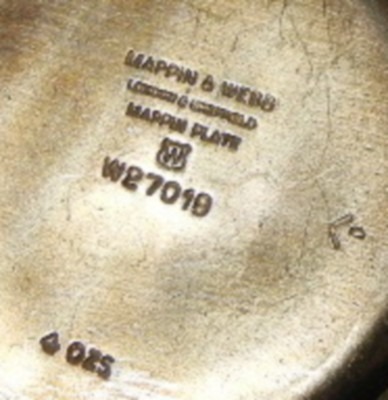 MAPPIN & WEBB
LONDON & SHEFFIELD
MAPPIN PLATE
W
W27019
4 025